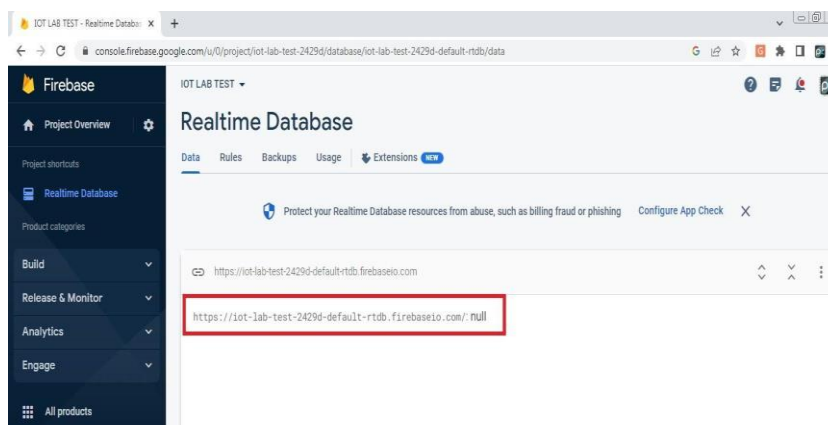 IOT LAB TEST - Realtime Databa
console.firebase.google.com/u/0/project/iot-lab-test-2429d/database/iot-lab-test-2429d-default-rtdb/data
Firebase
IOT LAB TEST
Project Overview
Realtime Database
Data Rules Backups Usage Extensions NEW
Project shortcuts
Realtime Database
Protect your Realtime Database resources from abuse, such as billing fraud or phishing Configure App Check
Product categories
Build
https://iot-lab-test-2429d-default-rtdb.firebaseio.com
Release & Monitor
https://iot-lab-test-2429d-default-rtdb.firebaseio.com/: null
Analytics
Engage
All products